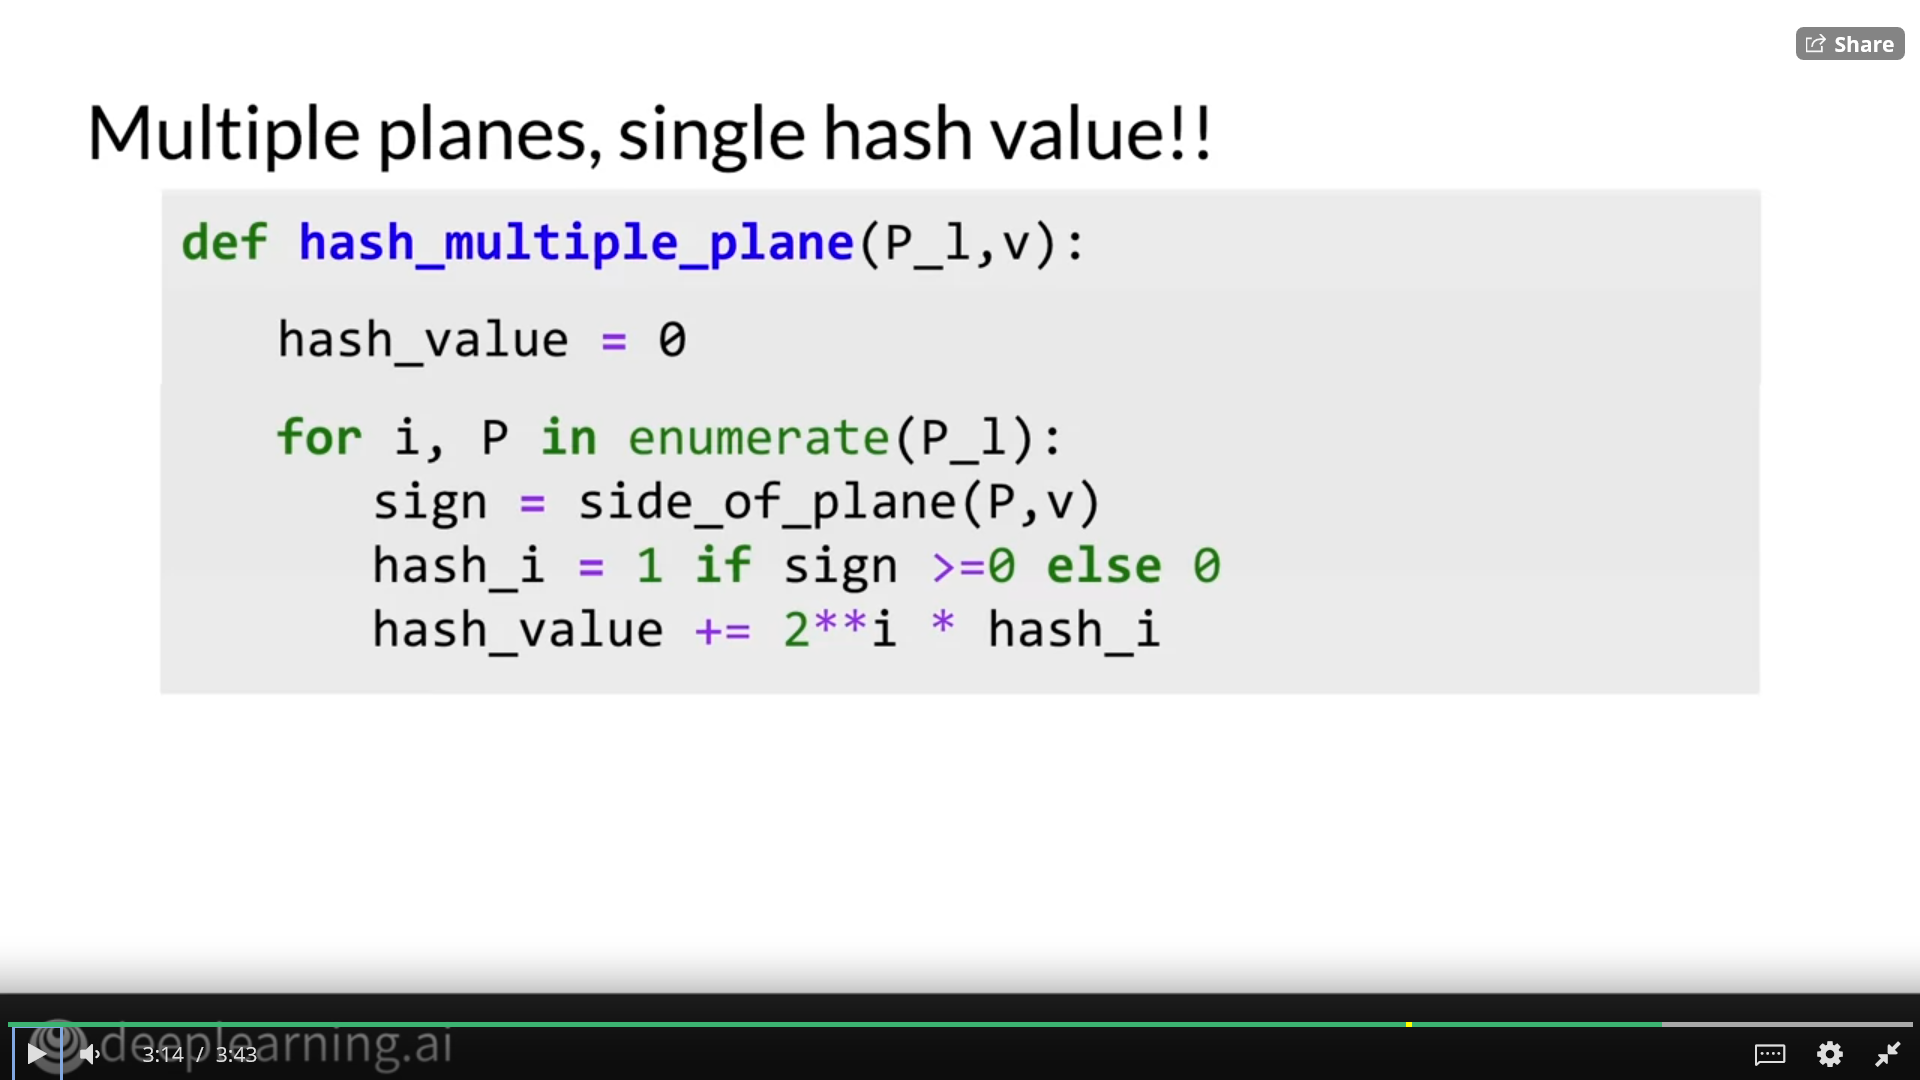 Share
Multiple planes, single hash value!!
def hash_multiple_plane(P_l,v):
hash_value = 0
for i, P in enumerate(P_l):
sign = side_of_plane(P,v)
hash_i = 1 if sign >=0 else 0
hash_value += 2**i * hash_i
deeplearning.ai
3:14 / 3:43